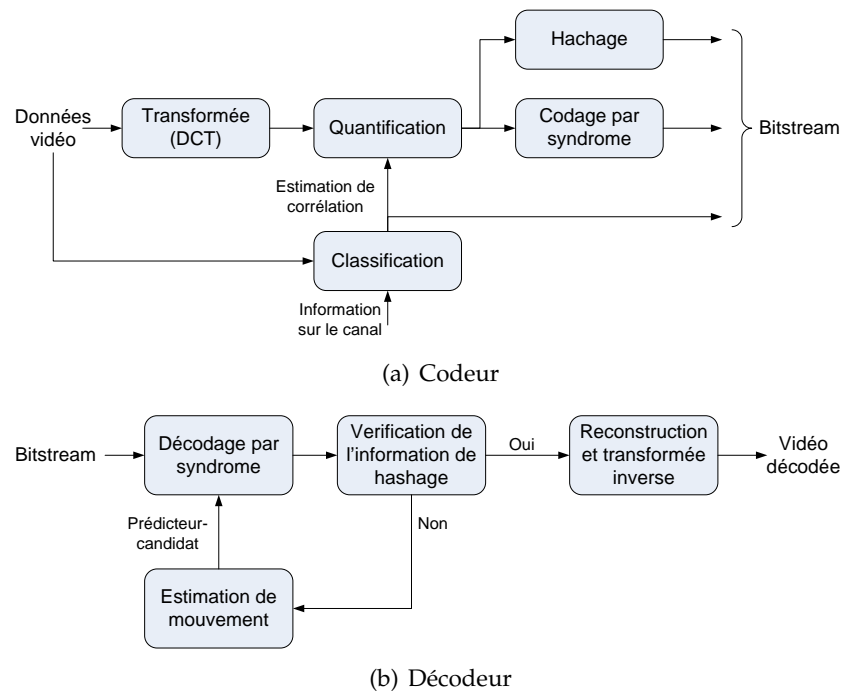 Hachage
Données
vidéo
Transformée
(DCT)
Quantification
Codage par
syndrome
Bitstream
Estimation de
corrélation
Classification
Information
sur le canal
(a) Codeur
Bitstream
Décodage par
syndrome
Verification de
l'information de
hashage
Oui
Reconstruction
et transformée
inverse
Vidéo
décodée
Prédicteur-
candidat
Non
Estimation de
mouvement
(b) Décodeur